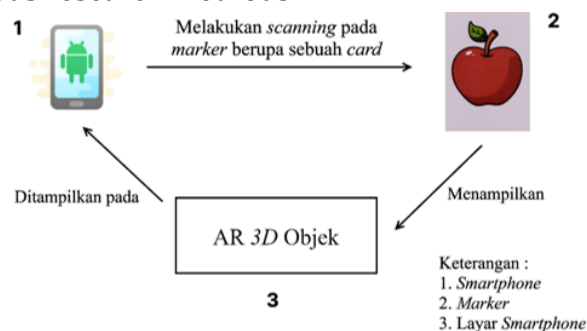 1
Melakukan scanning pada
marker berupa sebuah card
2
Ditampilkan pada
Menampilkan
AR 3D Objek
3
Keterangan :
1. Smartphone
2. Marker
3. Layar Smartphone